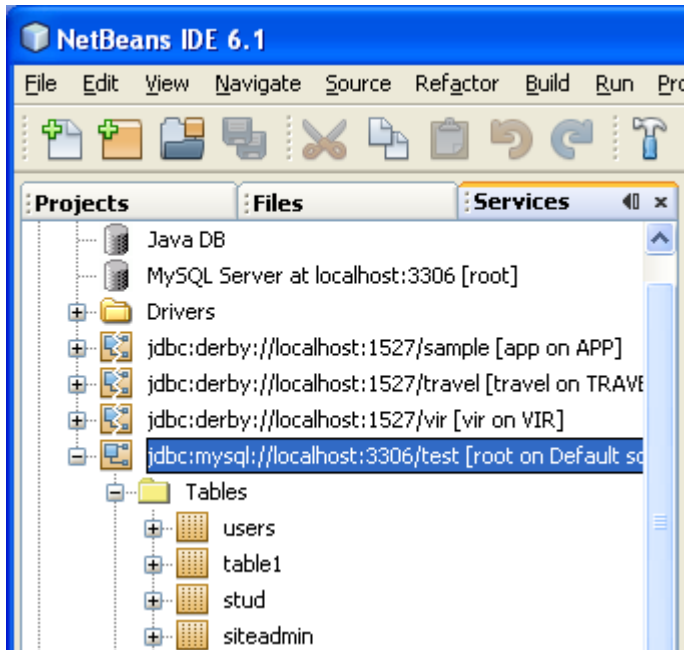 NetBeans IDE 6.1
File Edit View Navigate Source Refactor Build Run Pro
Projects Files Services
Java DB
MySQL Server at localhost:3306 [root]
Drivers
jdbc:derby://localhost:1527/sample [app on APP]
jdbc:derby://localhost:1527/travel [travel on TRAVE
jdbc:derby://localhost:1527/vir [vir on VIR]
jdbc:mysql://localhost:3306/test [root on Default sc
Tables
users
table1
stud
siteadmin